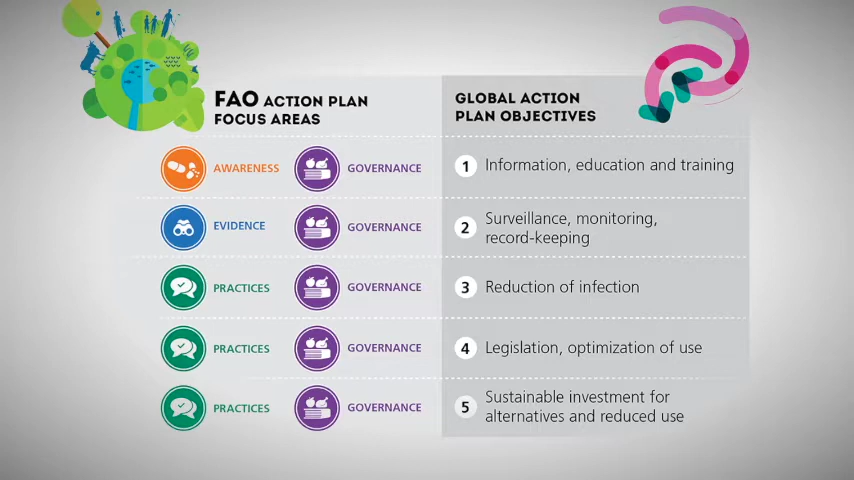 FAO ACTION PLAN
FOCUS AREAS
GLOBAL ACTION
PLAN OBJECTIVES
AWARENESS
GOVERNANCE
1
Information, education and training
EVIDENCE
GOVERNANCE
2
Surveillance, monitoring,
record-keeping
PRACTICES
GOVERNANCE
3
Reduction of infection
PRACTICES
GOVERNANCE
4
Legislation, optimization of use
PRACTICES
GOVERNANCE
5
Sustainable investment for
alternatives and reduced use